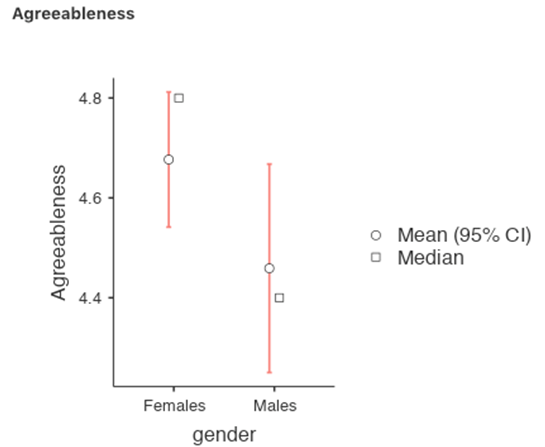 Agreeableness
4.8
4.6
4.4
Agreeableness
Females
Males
gender
Mean (95% CI)
Median